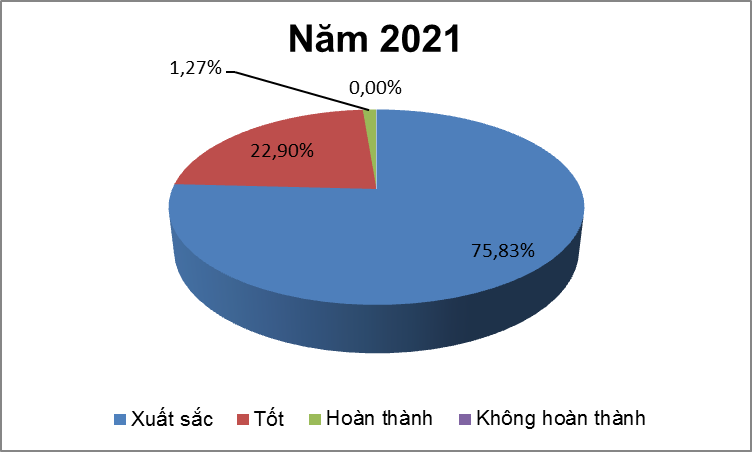 Năm 2021
1,27%
0,00%
22,90%
75,83%
Xuất sắc Tốt Hoàn thành Không hoàn thành